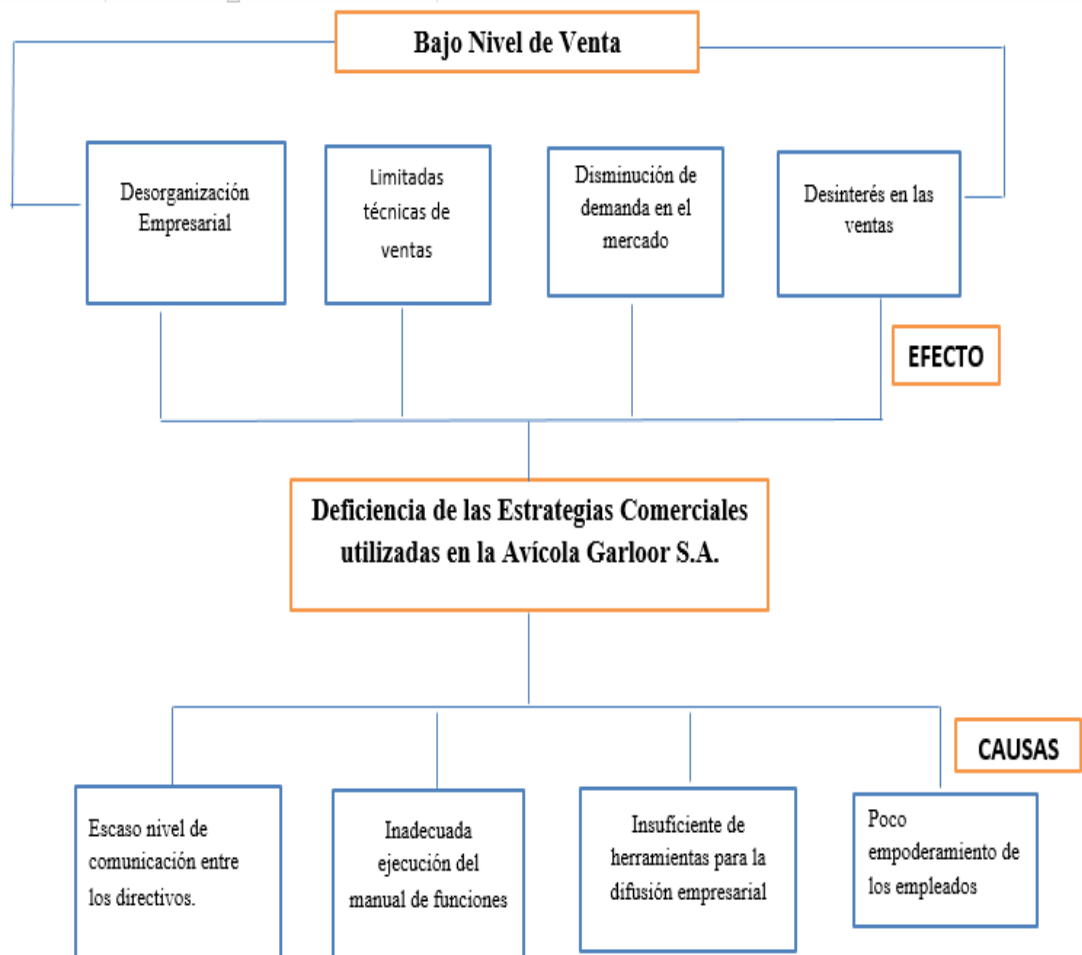 Bajo Nivel de Venta
Desorganización
Empresarial
Limitadas
técnicas de
ventas
Disminución de
demanda en el
mercado
Desinterés en las
ventas
EFECTO
Deficiencia de las Estrategias Comerciales
utilizadas en la Avícola Garloor S.A.
CAUSAS
Escaso nivel de
comunicación entre
los directivos.
Inadecuada
ejecución del
manual de funciones
Insuficiente de
herramientas para la
difusión empresarial
Poco
empoderamiento de
los empleados